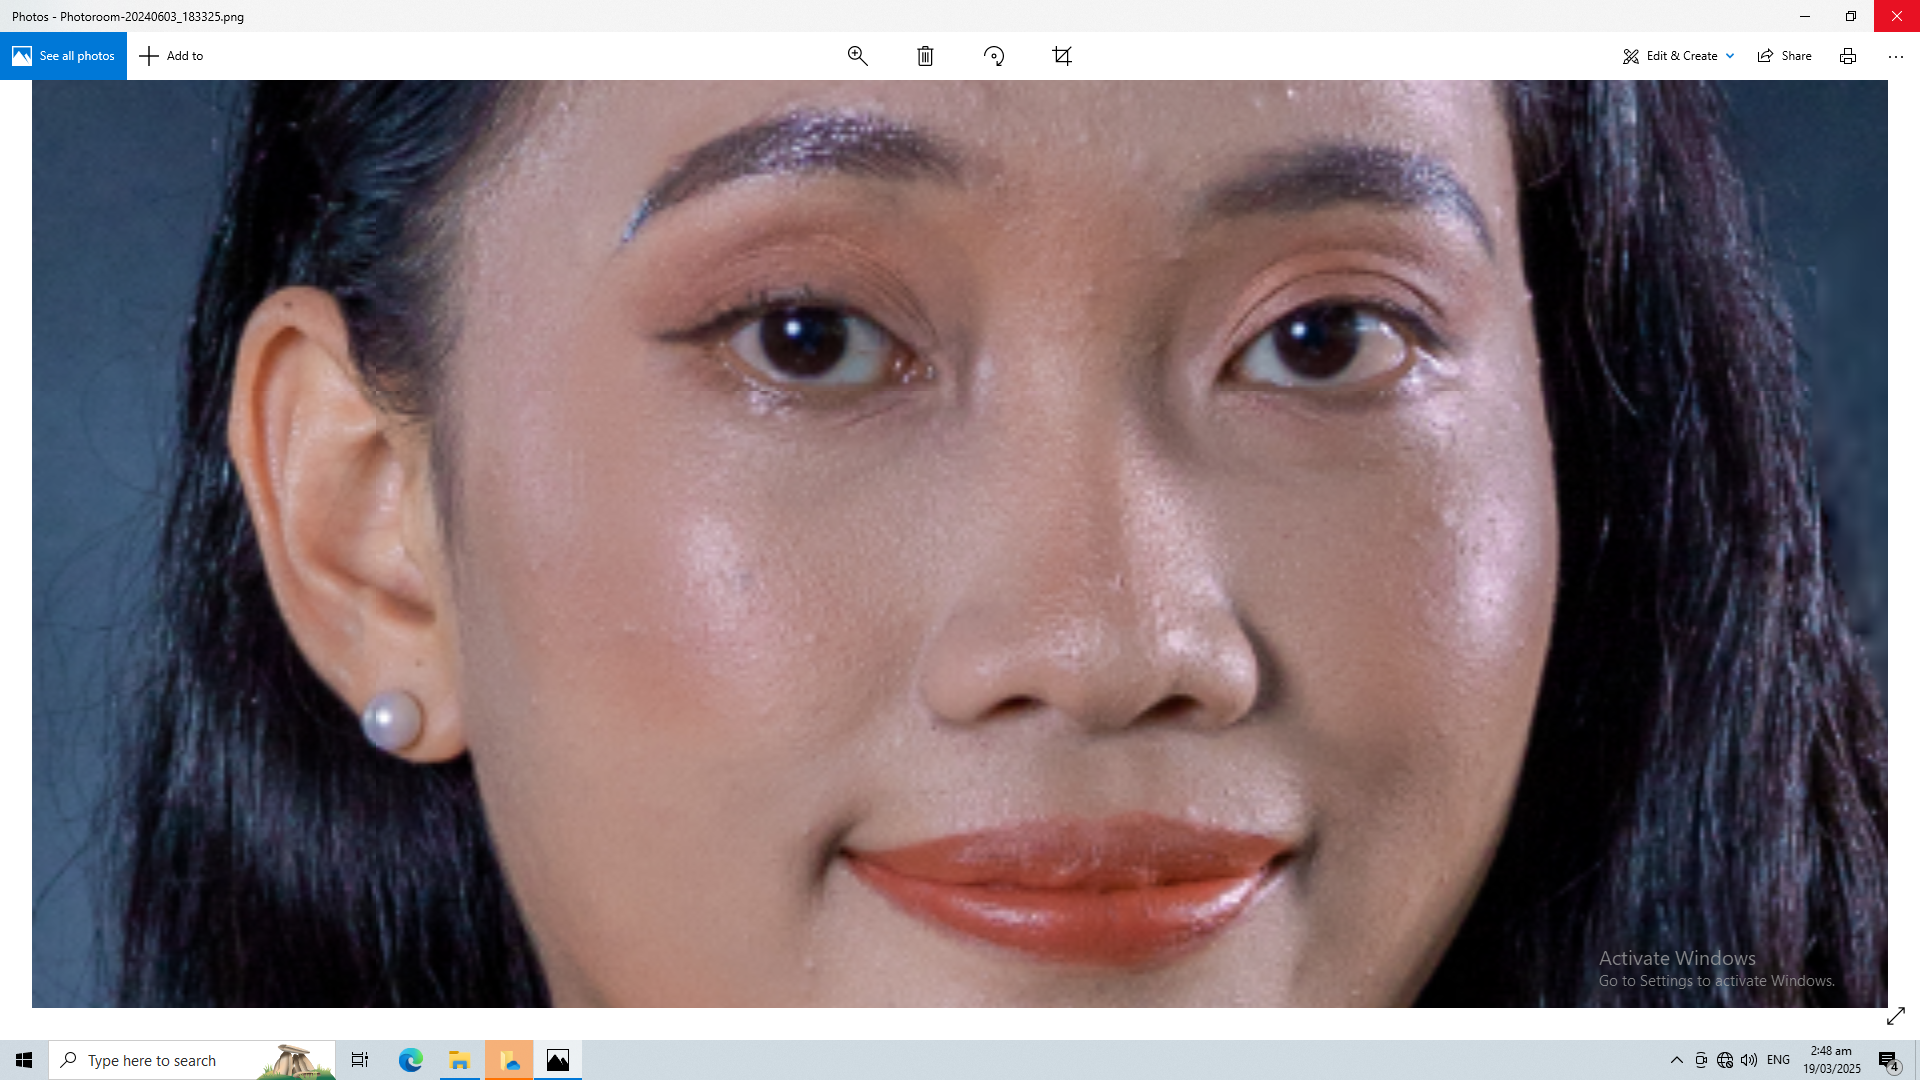 Photos - Photoroom-20240603_183325.png
See all photos
Add to
Edit & Create
Share
Activate Windows
Go to Settings to activate Windows.
Type here to search
ENG
2:48 am
19/03/2025
4